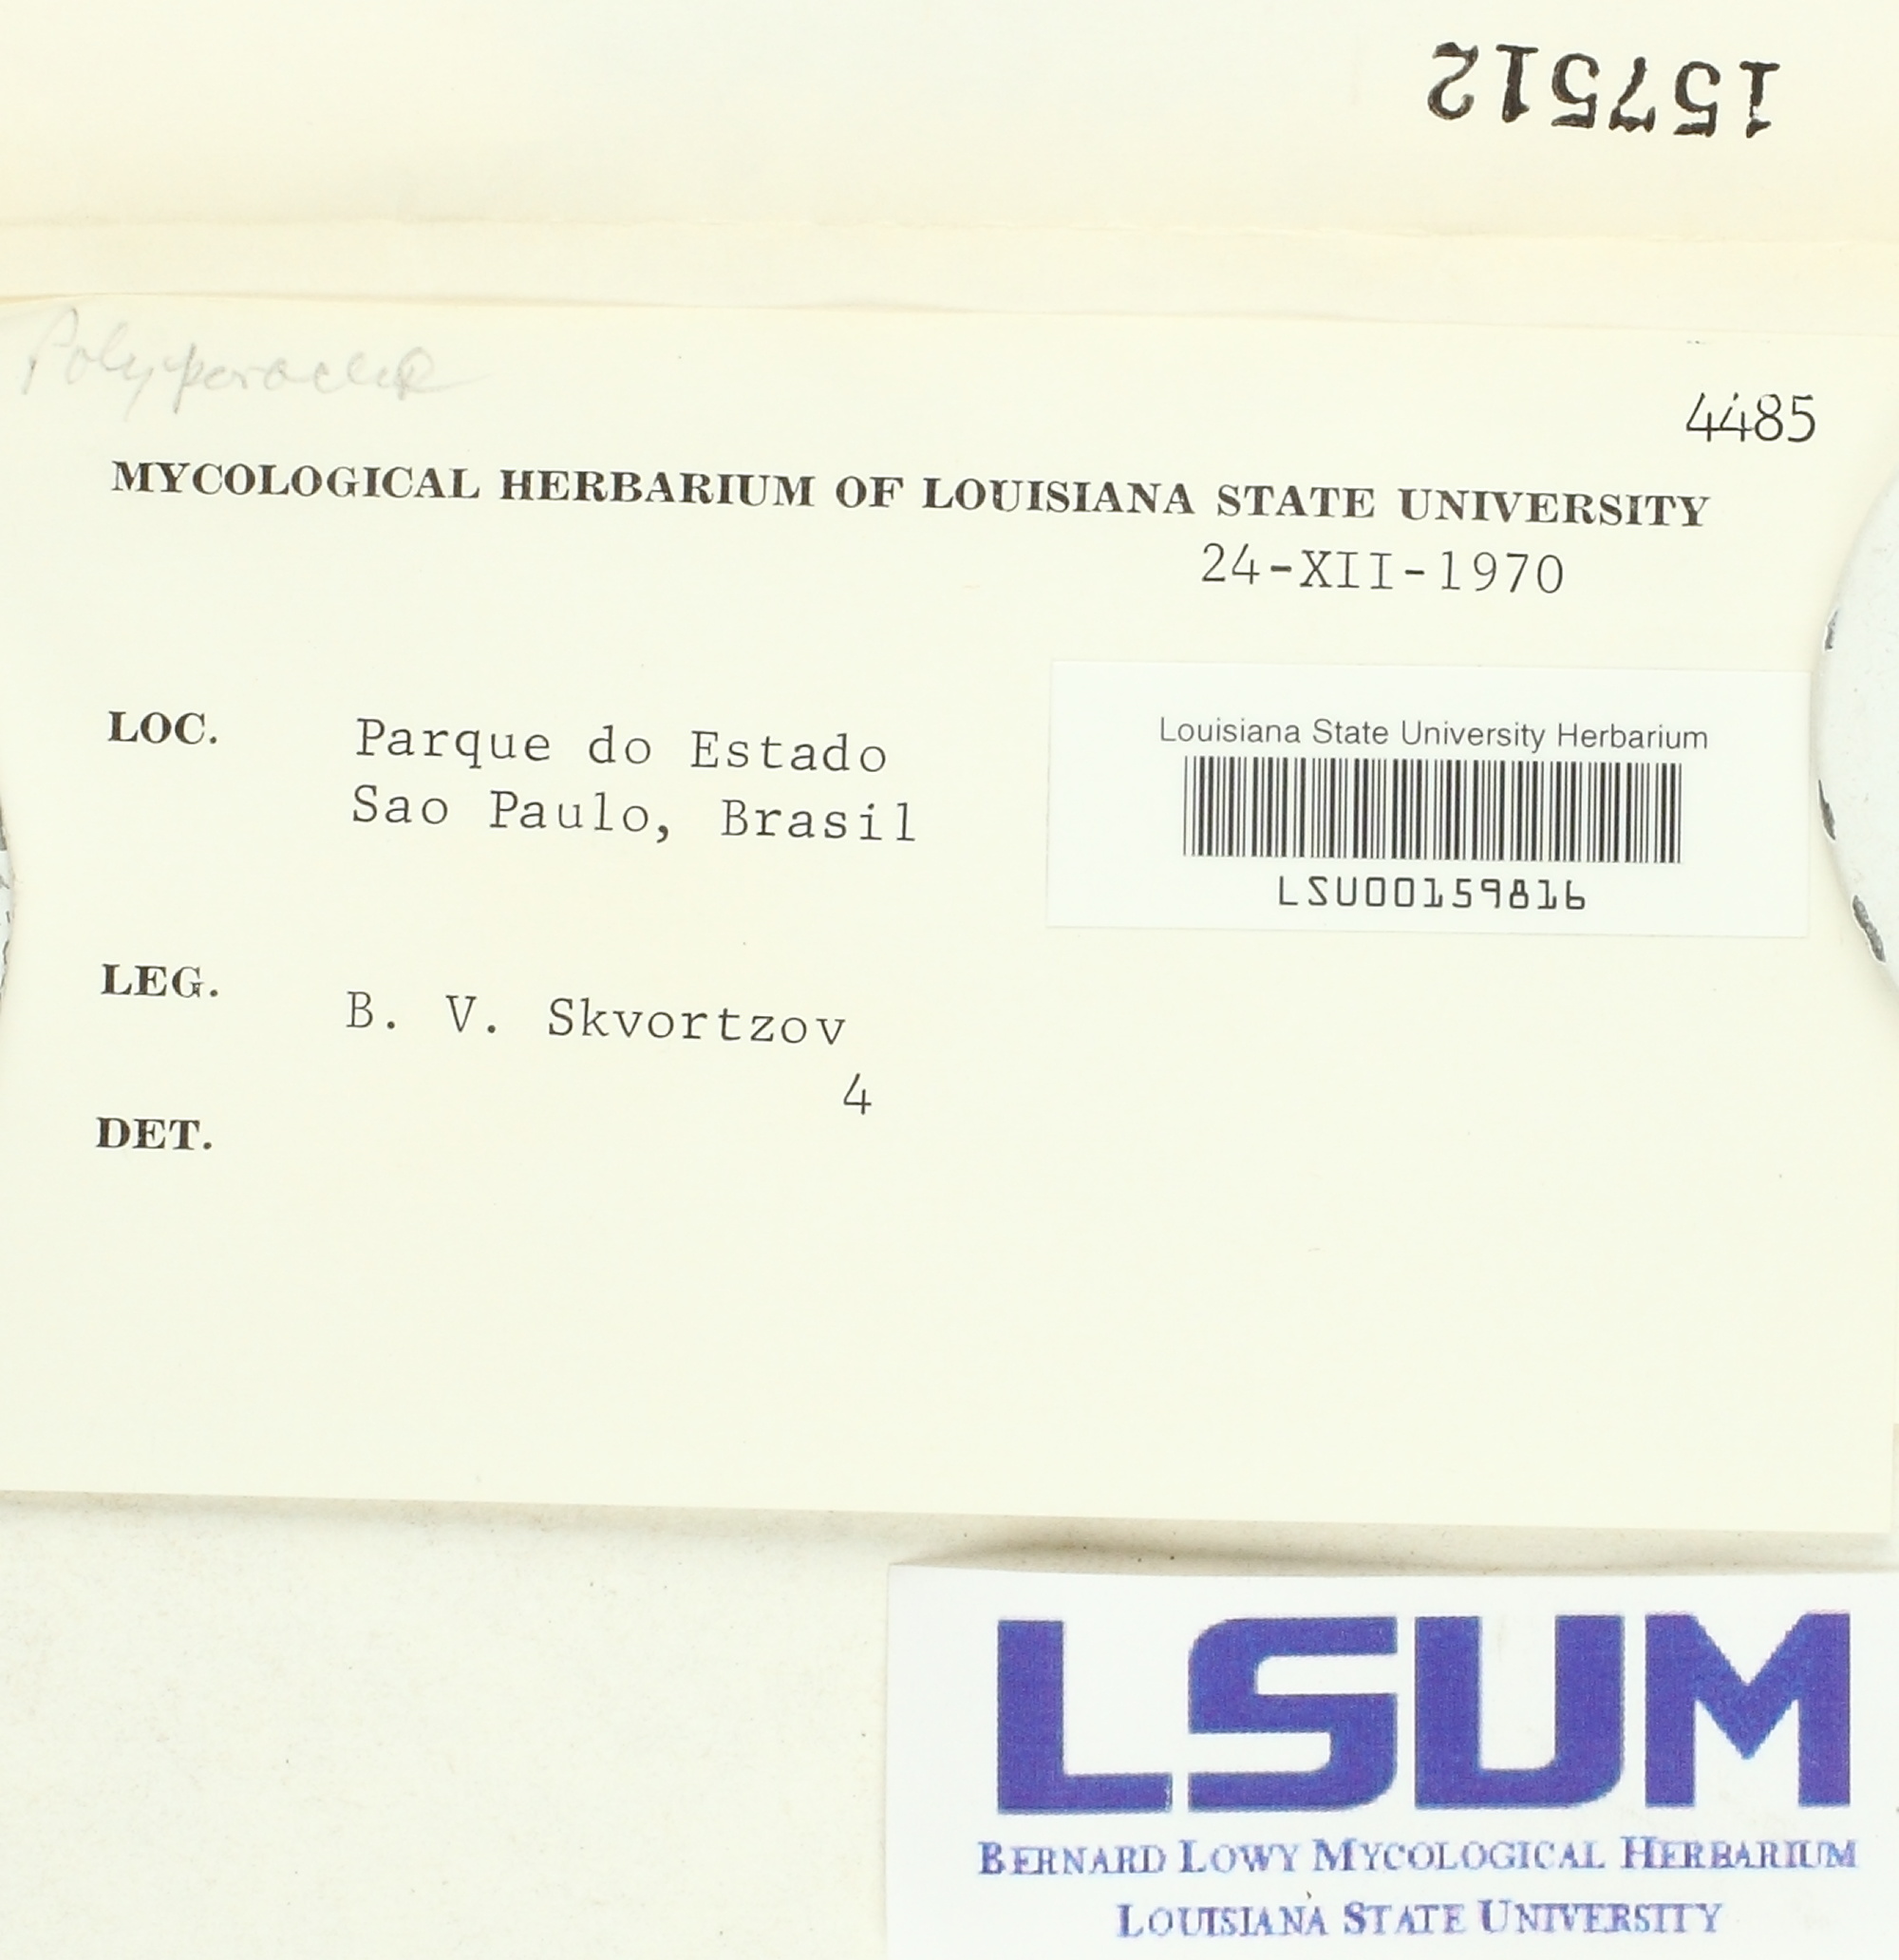 157512
Polyporaceae
4485
MYCOLOGICAL HERBARIUM OF LOUISIANA STATE UNIVERSITY
24-XII-1970
LOC. Parque do Estado
Sao Paulo, Brasil
Louisiana State University Herbarium
LSU00159816
LEG. B. V. Skvortzov
4
DET.
LSUM
BERNARD LOWY MYCOLOGICAL HERBARIUM
LOUISIANA STATE UNIVERSITY